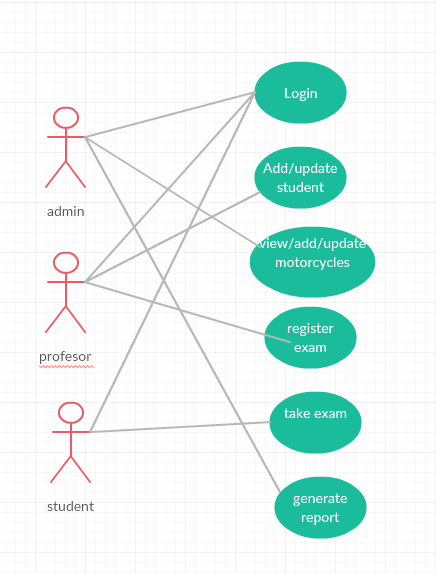 Login
Add/update
student
admin
view/add/update
motorcycles
register
exam
profesor
take exam
student
generate
report